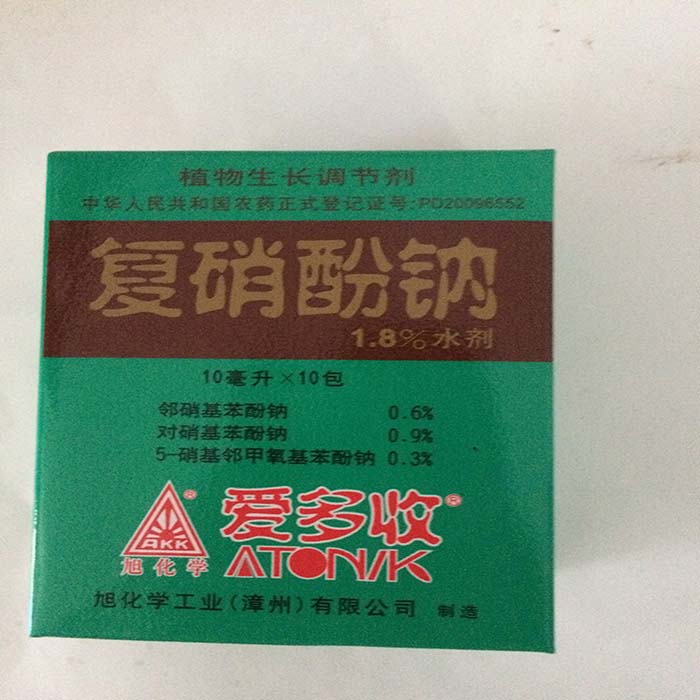 植物生长调节剂
中华人民共和国农药正式登记证号:PD20096552
复硝酚钠
1.8%水剂
10毫升×10包
邻硝基苯酚钠 0.6%
对硝基苯酚钠 0.9%
5-硝基邻甲氧基苯酚钠 0.3%
AKK ®
旭化学
爱多收®
ATONIK
旭化学工业(漳州)有限公司 制造